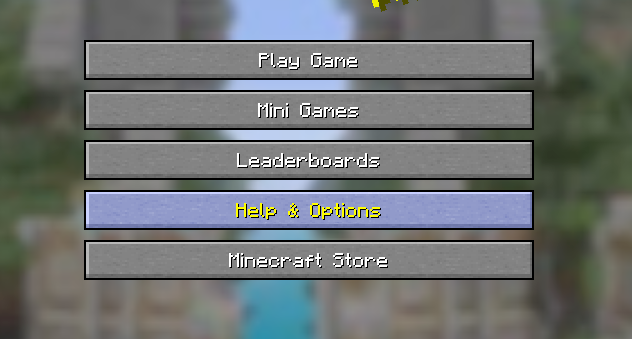 Play Game
Mini Games
Leaderboards
Help & Options
Minecraft Store